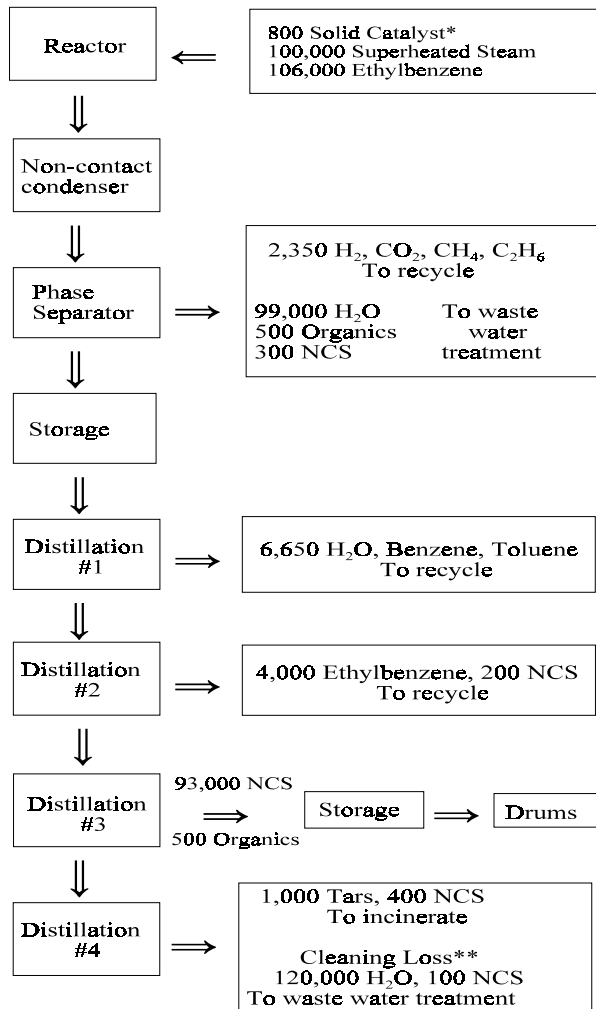 Reactor
800 Solid Catalyst*
100,000 Superheated Steam
106,000 Ethylbenzene
Non-contact
condenser
Phase
Separator
2,350 H₂, CO₂, CH₄, C₂H₆
To recycle
99,000 H₂O To waste
500 Organics water
300 NCS treatment
Storage
Distillation
#1
6,650 H₂O, Benzene, Toluene
To recycle
Distillation
#2
4,000 Ethylbenzene, 200 NCS
To recycle
Distillation
#3
93,000 NCS
500 Organics
Storage
Drums
Distillation
#4
1,000 Tars, 400 NCS
To incinerate
Cleaning Loss**
120,000 H₂O, 100 NCS
To waste water treatment